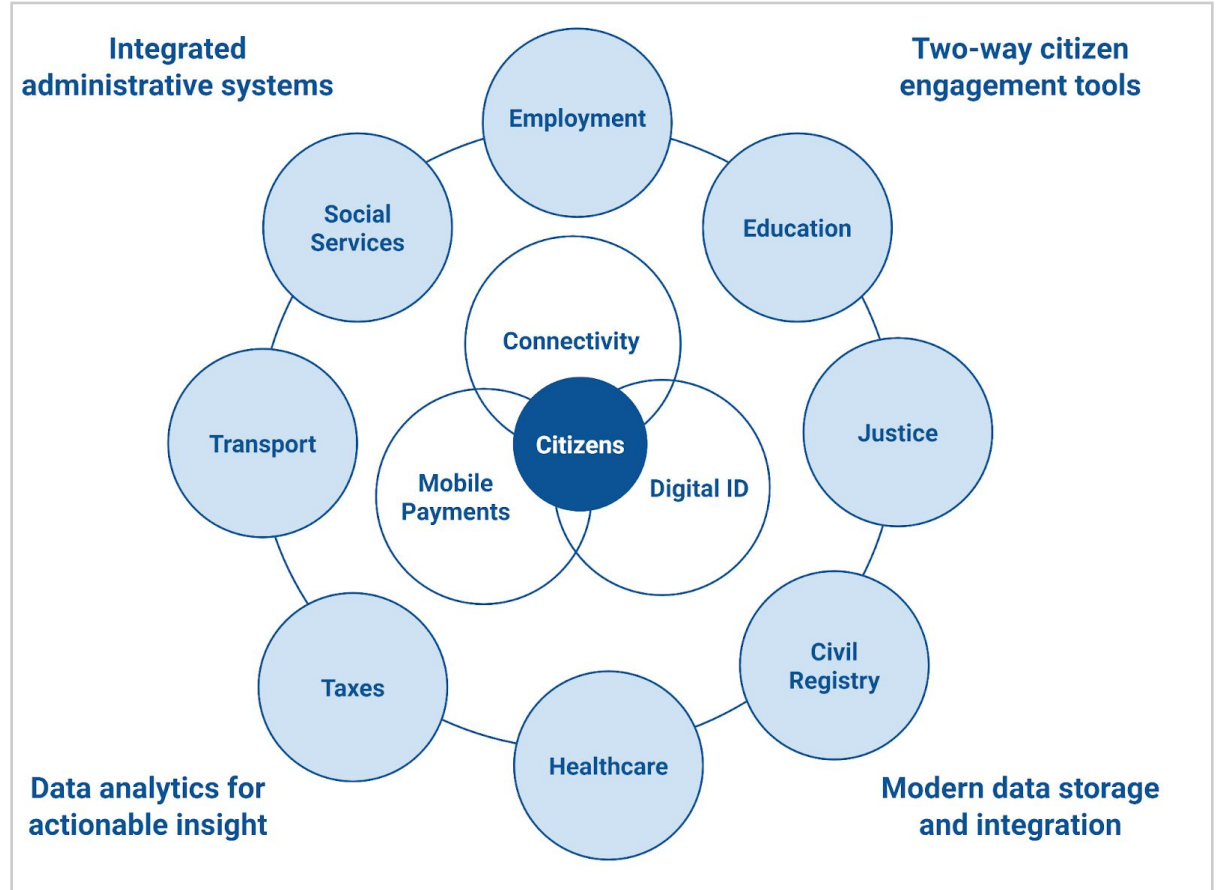 Integrated
administrative systems
Two-way citizen
engagement tools
Employment
Social
Services
Education
Connectivity
Transport
Citizens
Justice
Mobile
Payments
Digital ID
Civil
Registry
Taxes
Healthcare
Data analytics for
actionable insight
Modern data storage
and integration